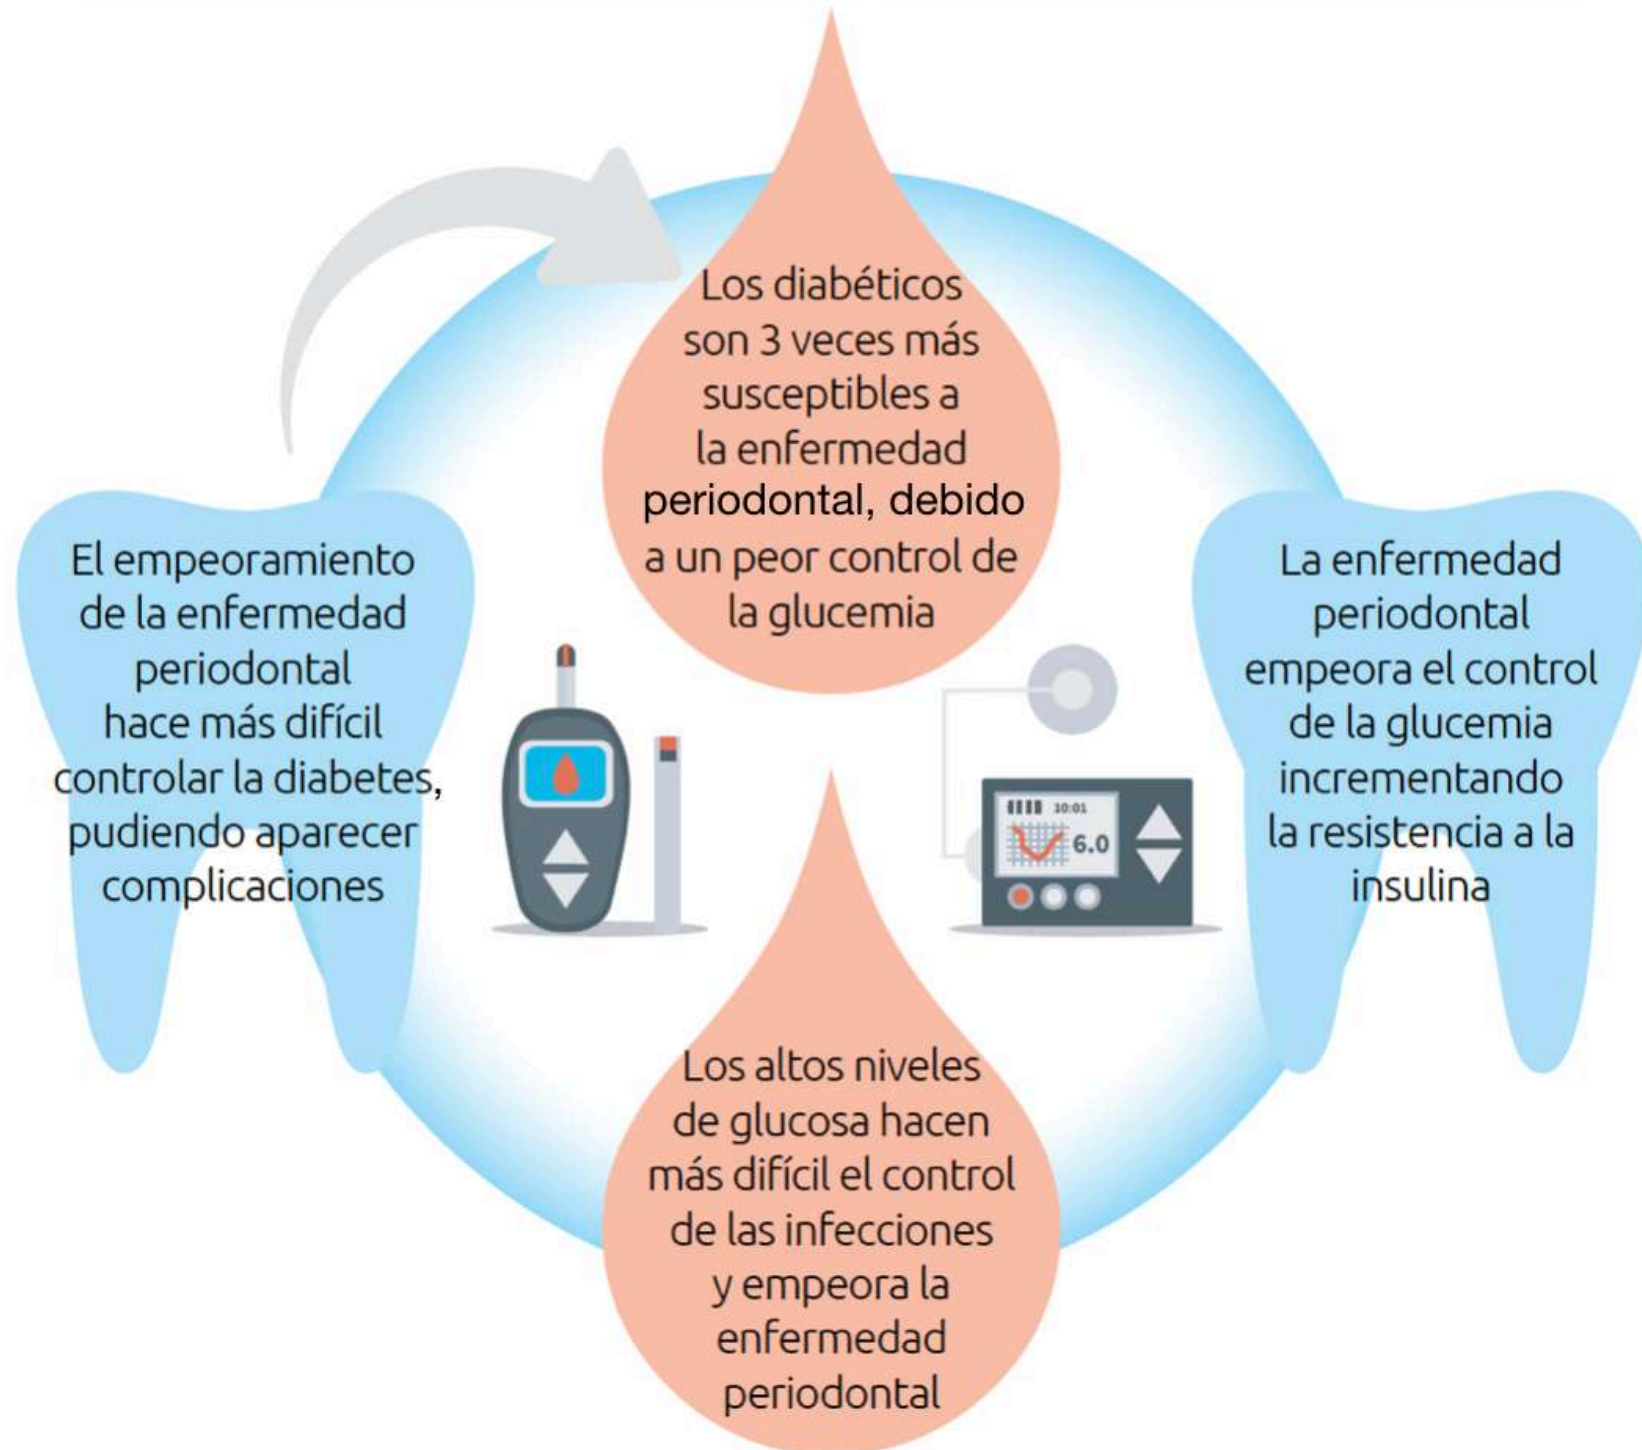 Los diabéticos
son 3 veces más
susceptibles a
la enfermedad
periodontal, debido
a un peor control de
la glucemia
El empeoramiento
de la enfermedad
periodontal
hace más difícil
controlar la diabetes,
pudiendo aparecer
complicaciones
La enfermedad
periodontal
empeora el control
de la glucemia
incrementando
la resistencia a la
insulina
10:01
6.0
Los altos niveles
de glucosa hacen
más difícil el control
de las infecciones
y empeora la
enfermedad
periodontal